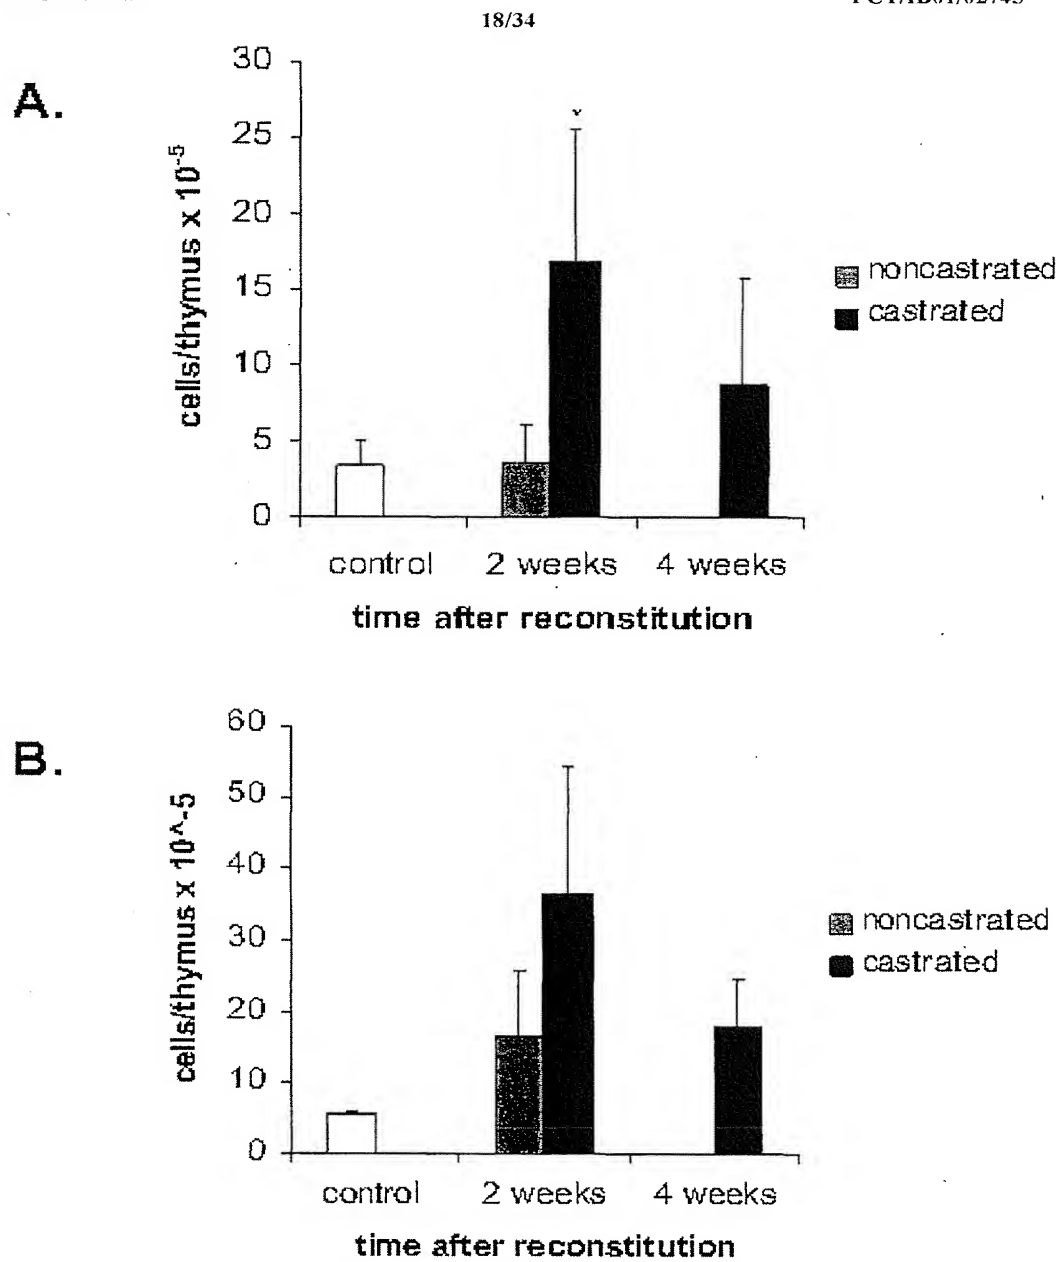 18/34
A.
30
25
20
15
10
5
0
cells/thymus x 10^-5
noncastrated
castrated
control 2 weeks 4 weeks
time after reconstitution
B.
60
50
40
30
20
10
0
cells/thymus x 10^-5
noncastrated
castrated
control 2 weeks 4 weeks
time after reconstitution